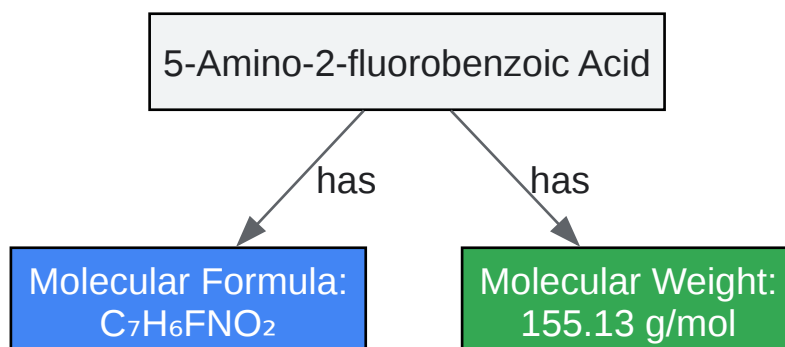 5-Amino-2-fluorobenzoic Acid
has
has
Molecular Formula:
C₇H₆FNO₂
Molecular Weight:
155.13 g/mol